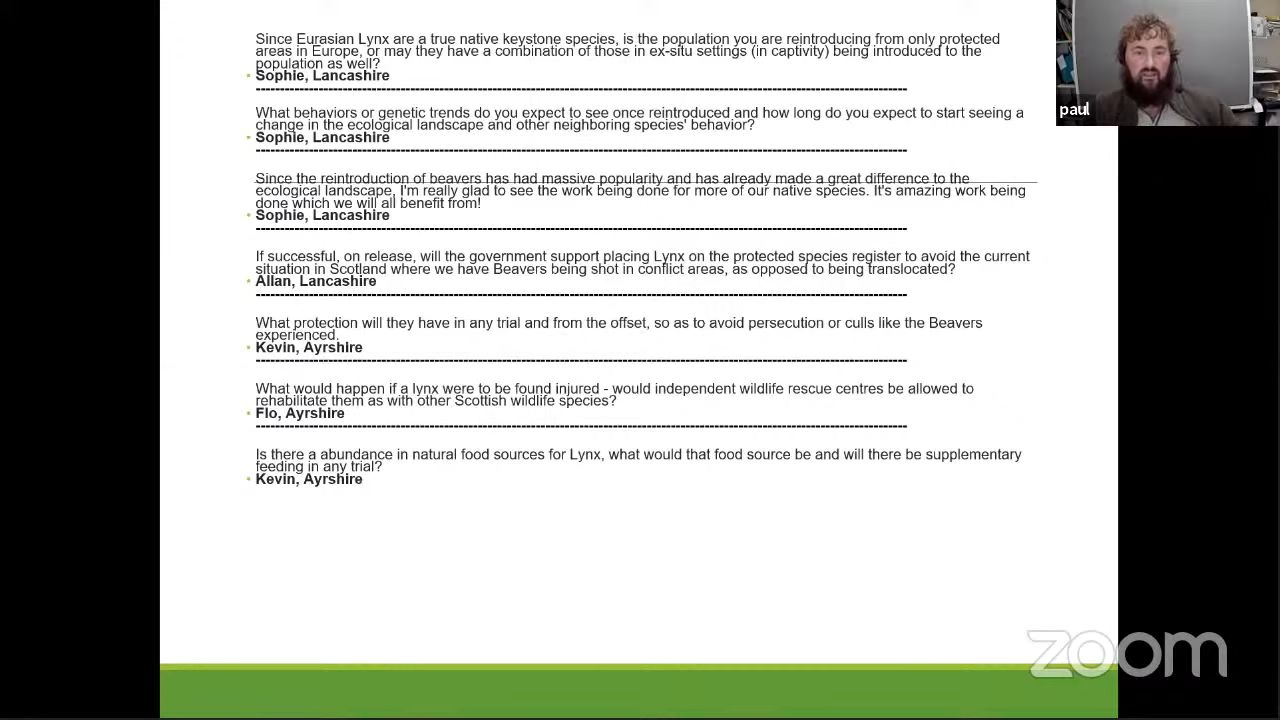 Since Eurasian Lynx are a true native keystone species, is the population you are reintroducing from only protected
areas in Europe, or may they have a combination of those in ex-situ settings (in captivity) being introduced to the
population as well?
• Sophie, Lancashire
--------------------------------------------------------------------------------------------------------------
What behaviors or genetic trends do you expect to see once reintroduced and how long do you expect to start seeing a
change in the ecological landscape and other neighboring species' behavior?
• Sophie, Lancashire
--------------------------------------------------------------------------------------------------------------
Since the reintroduction of beavers has had massive popularity and has already made a great difference to the
ecological landscape, I'm really glad to see the work being done for more of our native species. It's amazing work being
done which we will all benefit from!
• Sophie, Lancashire
--------------------------------------------------------------------------------------------------------------
If successful, on release, will the government support placing Lynx on the protected species register to avoid the current
situation in Scotland where we have Beavers being shot in conflict areas, as opposed to being translocated?
• Allan, Lancashire
--------------------------------------------------------------------------------------------------------------
What protection will they have in any trial and from the offset, so as to avoid persecution or culls like the Beavers
experienced.
• Kevin, Ayrshire
--------------------------------------------------------------------------------------------------------------
What would happen if a lynx were to be found injured - would independent wildlife rescue centres be allowed to
rehabilitate them as with other Scottish wildlife species?
• Flo, Ayrshire
--------------------------------------------------------------------------------------------------------------
Is there a abundance in natural food sources for Lynx, what would that food source be and will there be supplementary
feeding in any trial?
• Kevin, Ayrshire
paul
zoom